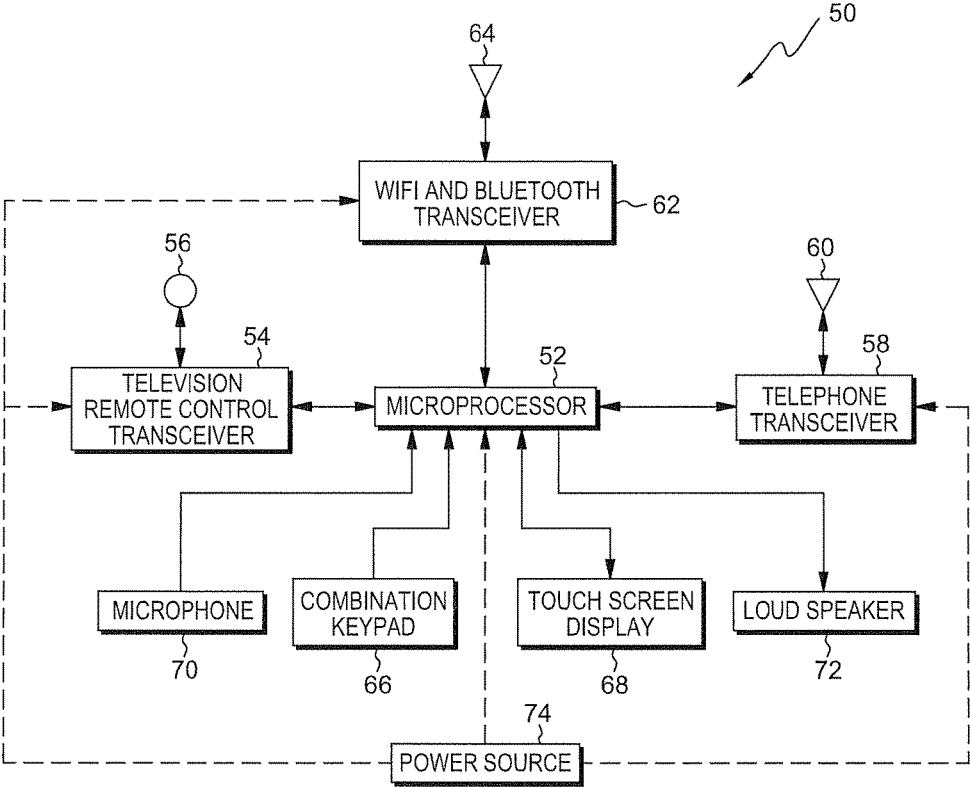 50
64
WIFI AND BLUETOOTH
TRANSCEIVER
62
56
60
54
52
58
TELEVISION
REMOTE CONTROL
TRANSCEIVER
MICROPROCESSOR
TELEPHONE
TRANSCEIVER
MICROPHONE
COMBINATION
KEYPAD
TOUCH SCREEN
DISPLAY
LOUD SPEAKER
70
66
68
72
74
POWER SOURCE